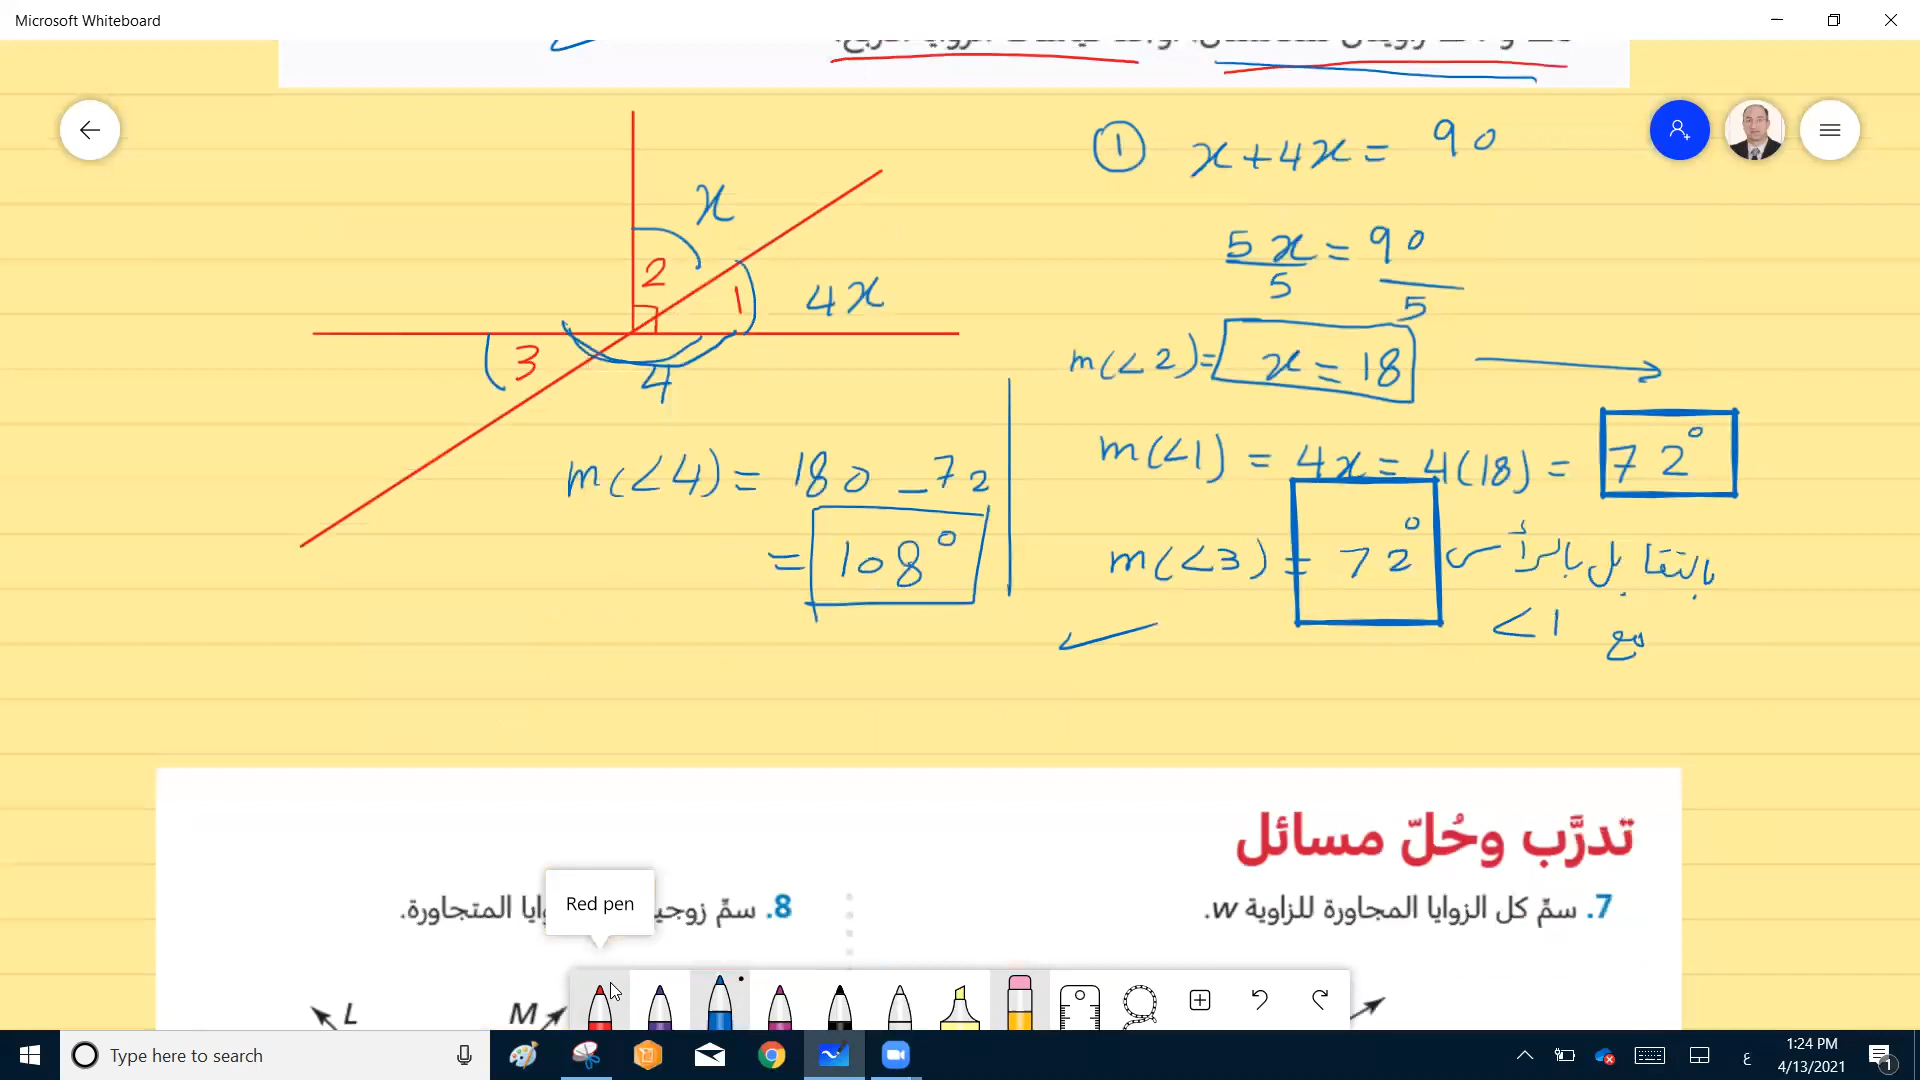 Microsoft Whiteboard
① x+4x = 90
x
5x = 90
5 5
2
1
4x
m(<2)= x = 18
3
4
m(<1) = 4x = 4(18) = 72°
m(<4) = 180 _ 72
= 108°
m(<3) = 72° بالتقابل بالرأس
مع <1
تدرَّب وحُلّ مسائل
7. سمِّ كل الزوايا المجاورة للزاوية w.
8. سمِّ المتجاورة.
Red pen
L
M
Type here to search
ع
1:24 PM
4/13/2021
1